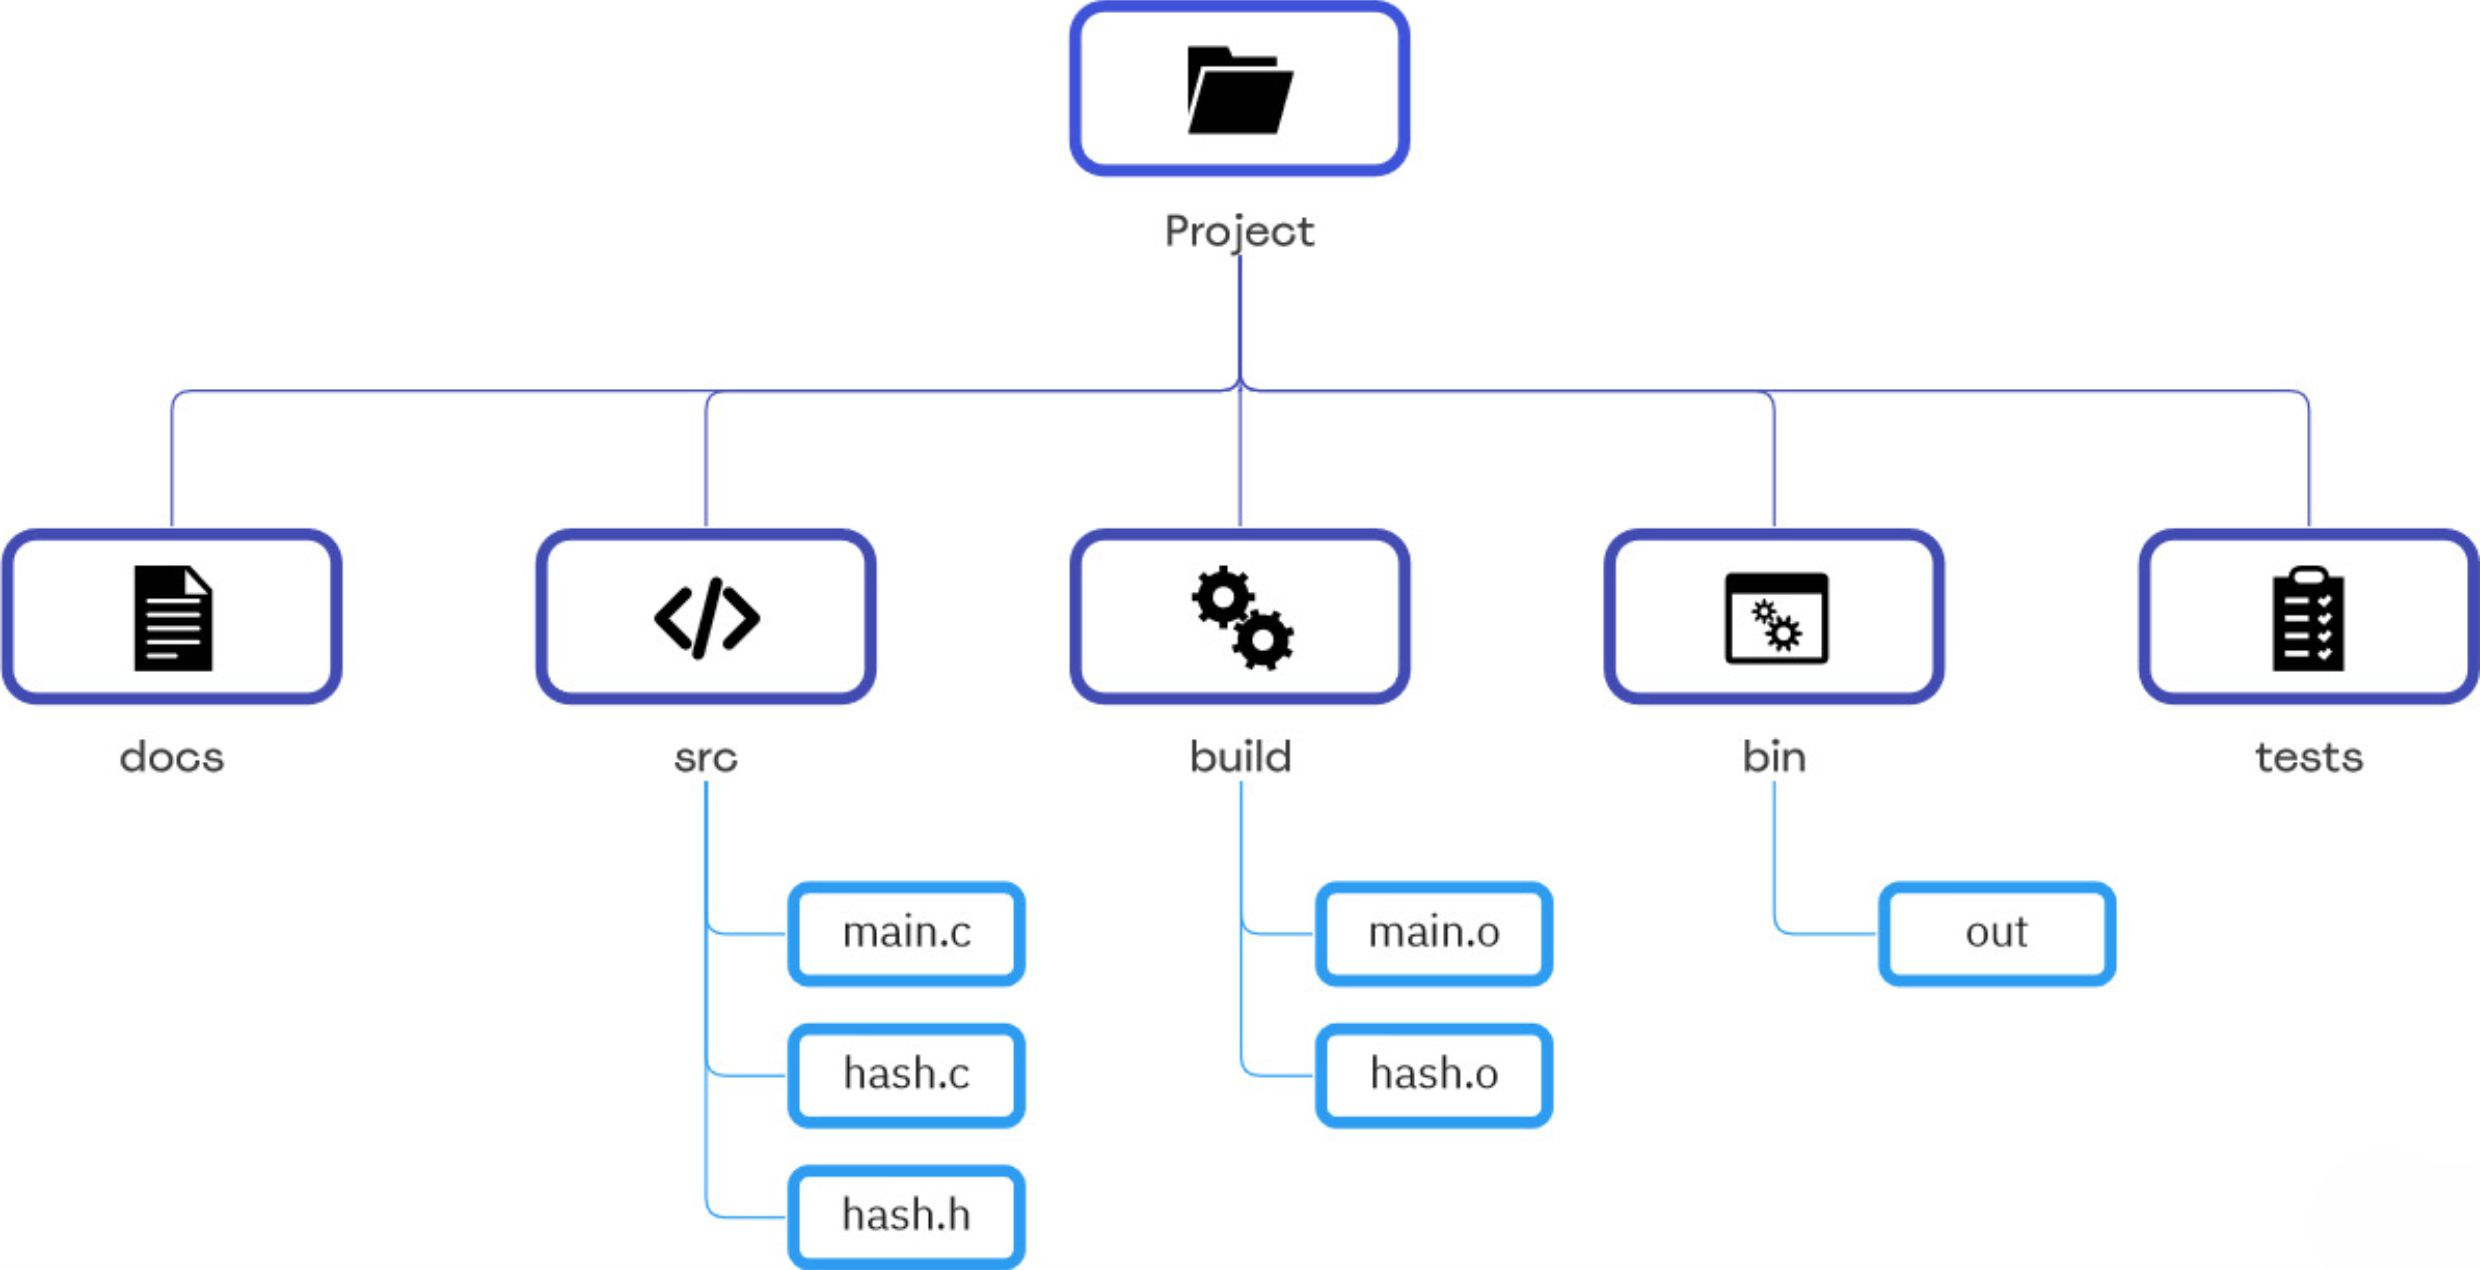 Project
docs
src
build
bin
tests
main.c
hash.c
hash.h
main.o
hash.o
out